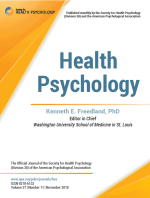 HEALTH PSYCHOLOGY
Published monthly by the Society for Health Psychology
(Division 38) and the American Psychological Association
Health
Psychology
Kenneth E. Freedland, PhD
Editor in Chief
Washington University School of Medicine in St. Louis
The Official Journal of the Society for Health Psychology
(Division 38) of the American Psychological Association
www.apa.org/pubs/journals/hea
ISSN 0278-6133
Volume 37, Number 11, November 2018